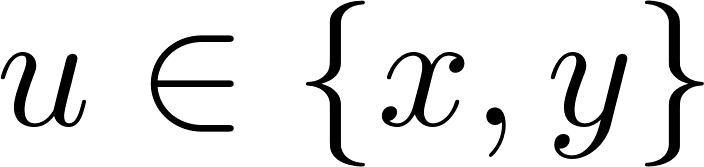 u ∈ {x, y}